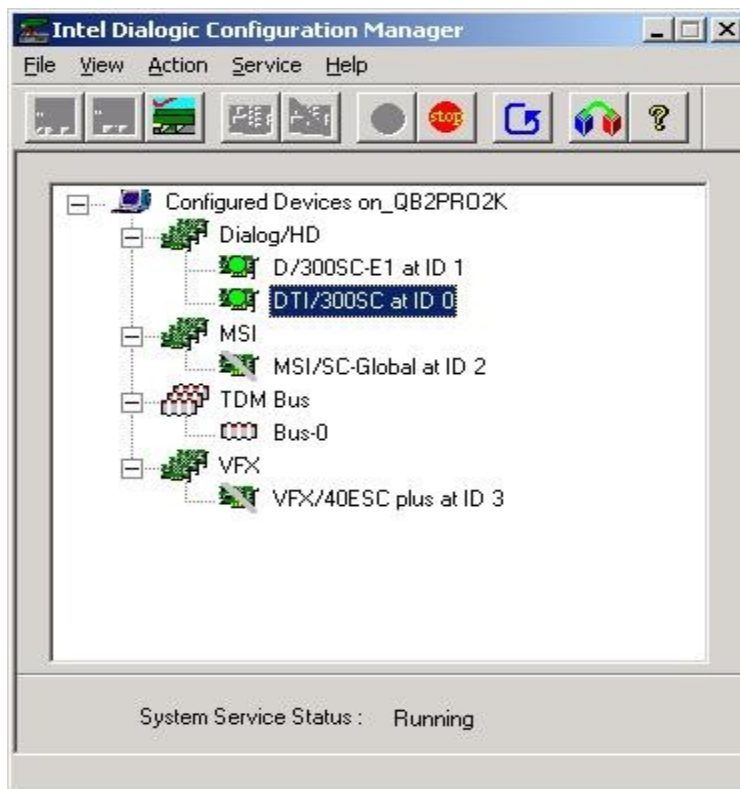 Intel Dialogic Configuration Manager
File View Action Service Help
stop ?
Configured Devices on_QB2PRO2K
Dialog/HD
D/300SC-E1 at ID 1
DTI/300SC at ID 0
MSI
MSI/SC-Global at ID 2
TDM Bus
Bus-0
VFX
VFX/40ESC plus at ID 3
System Service Status : Running